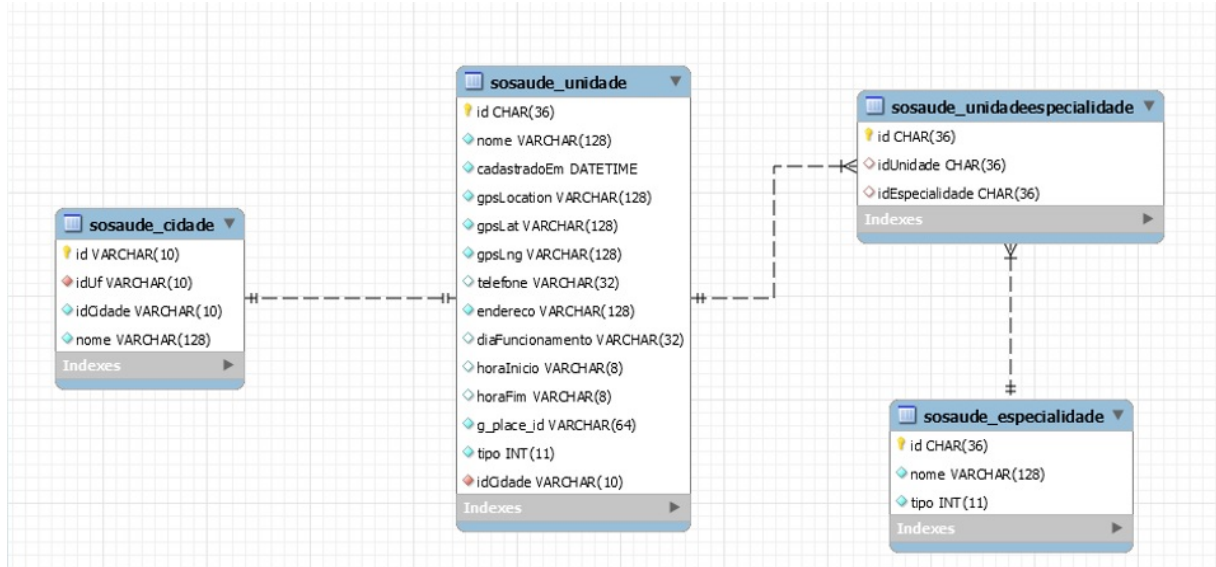 sosaude_cidade
id VARCHAR(10)
idUf VARCHAR(10)
idCidade VARCHAR(10)
nome VARCHAR(128)
Indexes
sosaude_unidade
id CHAR(36)
nome VARCHAR(128)
cadastradoEm DATETIME
gpsLocation VARCHAR(128)
gpsLat VARCHAR(128)
gpsLng VARCHAR(128)
telefone VARCHAR(32)
endereco VARCHAR(128)
diaFuncionamento VARCHAR(32)
horaInicio VARCHAR(8)
horaFim VARCHAR(8)
g_place_id VARCHAR(64)
tipo INT(11)
idCidade VARCHAR(10)
Indexes
sosaude_unidadeespecialidade
id CHAR(36)
idUnidade CHAR(36)
idEspecialidade CHAR(36)
Indexes
sosaude_especialidade
id CHAR(36)
nome VARCHAR(128)
tipo INT(11)
Indexes